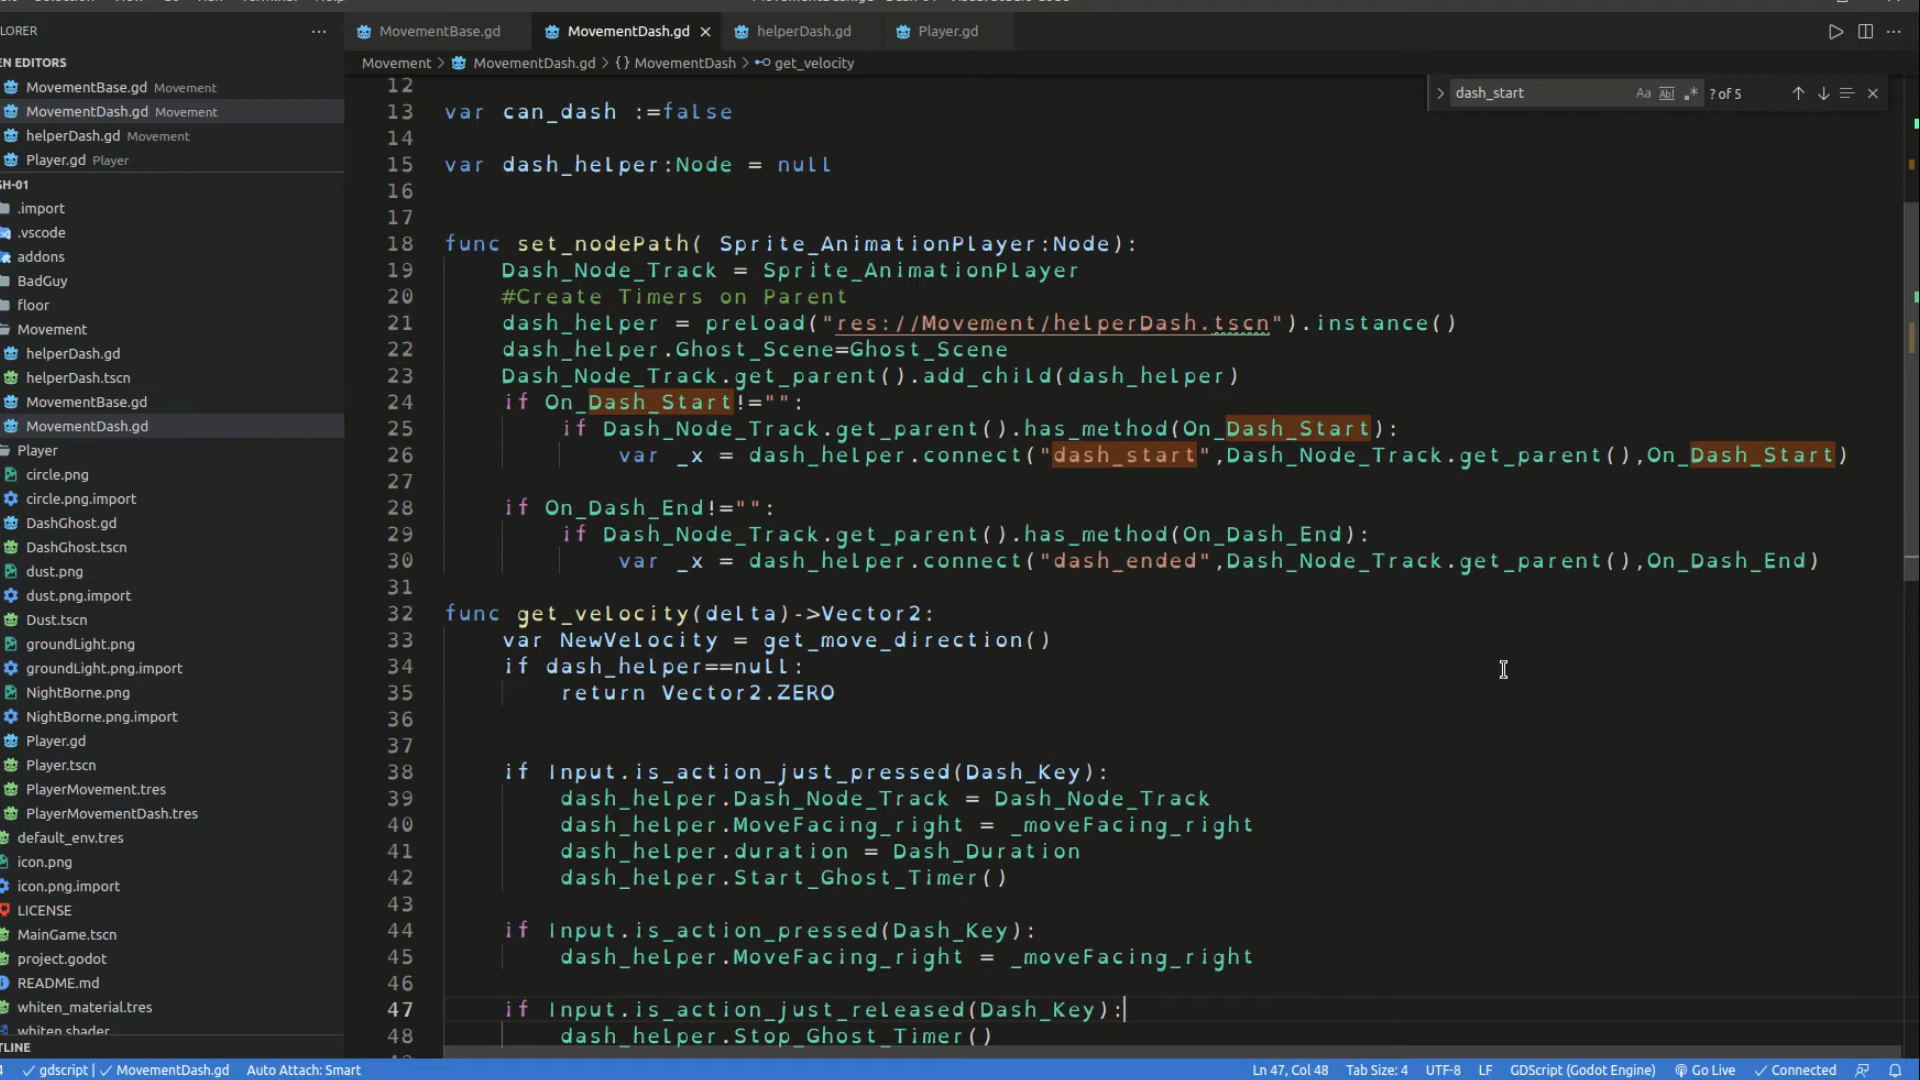 MovementBase.gd
MovementDash.gd
helperDash.gd
Player.gd
LORER
Movement > MovementDash.gd > {} MovementDash > get_velocity
EN EDITORS
MovementBase.gd Movement
MovementDash.gd Movement
helperDash.gd Movement
Player.gd Player
SH-01
.import
.vscode
addons
BadGuy
floor
Movement
helperDash.gd
helperDash.tscn
MovementBase.gd
MovementDash.gd
Player
circle.png
circle.png.import
DashGhost.gd
DashGhost.tscn
dust.png
dust.png.import
Dust.tscn
groundLight.png
groundLight.png.import
NightBorne.png
NightBorne.png.import
Player.gd
Player.tscn
PlayerMovement.tres
PlayerMovementDash.tres
default_env.tres
icon.png
icon.png.import
LICENSE
MainGame.tscn
project.godot
README.md
whiten_material.tres
whiten.shader
TLINE
dash_start
Aa
Abl
? of 5
12
13 var can_dash :=false
14
15 var dash_helper:Node = null
16
17
18 func set_nodePath( Sprite_AnimationPLayer:Node):
19 Dash_Node_Track = Sprite_AnimationPLayer
20 #Create Timers on Parent
21 dash_helper = preload("res://Movement/helperDash.tscn").instance()
22 dash_helper.Ghost_Scene=Ghost_Scene
23 Dash_Node_Track.get_parent().add_child(dash_helper)
24 if On_Dash_Start!="":
25 if Dash_Node_Track.get_parent().has_method(On_Dash_Start):
26 var _x = dash_helper.connect("dash_start",Dash_Node_Track.get_parent(),On_Dash_Start)
27
28 if On_Dash_End!="":
29 if Dash_Node_Track.get_parent().has_method(On_Dash_End):
30 var _x = dash_helper.connect("dash_ended",Dash_Node_Track.get_parent(),On_Dash_End)
31
32 func get_velocity(delta)->Vector2:
33 var NewVelocity = get_move_direction()
34 if dash_helper==null:
35 return Vector2.ZERO
36
37
38 if Input.is_action_just_pressed(Dash_Key):
39 dash_helper.Dash_Node_Track = Dash_Node_Track
40 dash_helper.MoveFacing_right = _moveFacing_right
41 dash_helper.duration = Dash_Duration
42 dash_helper.Start_Ghost_Timer()
43
44 if Input.is_action_pressed(Dash_Key):
45 dash_helper.MoveFacing_right = _moveFacing_right
46
47 if Input.is_action_just_released(Dash_Key):
48 dash_helper.Stop_Ghost_Timer()
gdscript | MovementDash.gd Auto Attach: Smart Ln 47, Col 48 Tab Size: 4 UTF-8 LF GDScript (Godot Engine) Go Live Connected